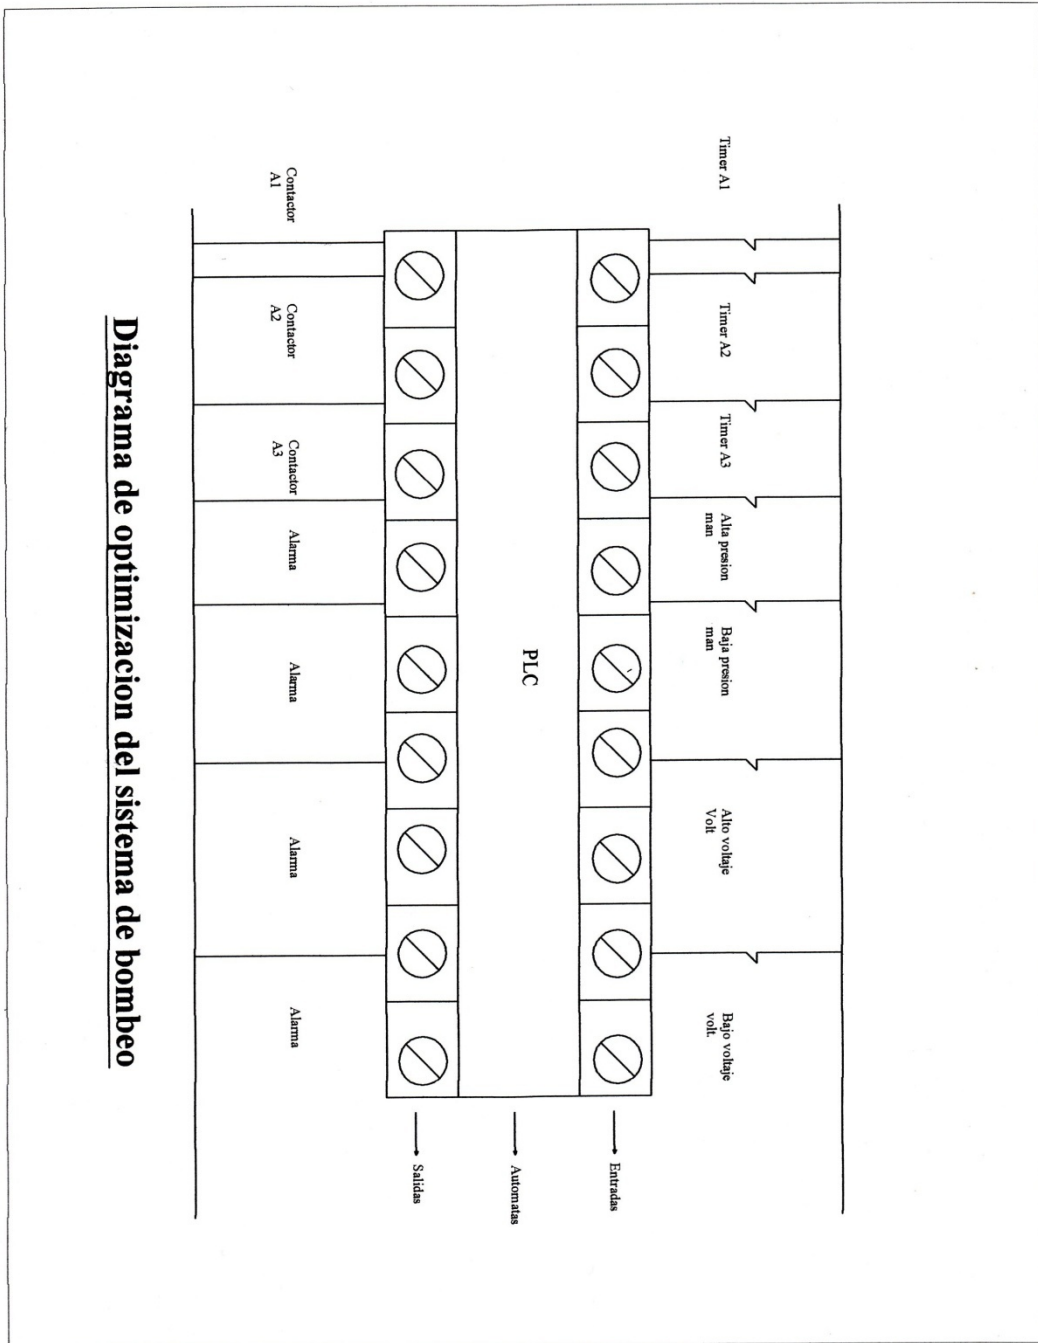 Timer A1
Timer A2
Timer A3
Alta presion
man
Baja presion
man
Alto voltaje
Volt
Bajo voltaje
volt.
Entradas
PLC
Automatas
Salidas
Contactor
A1
Contactor
A2
Contactor
A3
Alarma
Alarma
Alarma
Alarma
Diagrama de optimizacion del sistema de bombeo